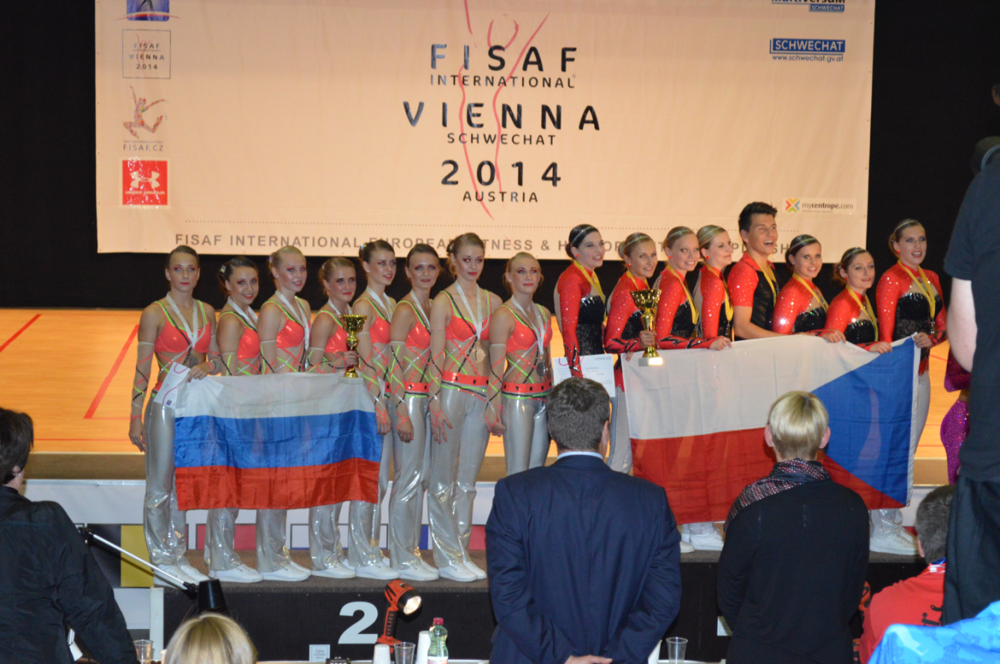 FISAF
VIENNA
2014
FISAF.CZ
FISAF
INTERNATIONAL
VIENNA
SCHWECHAT
2014
AUSTRIA
SCHWECHAT
SCHWECHAT
www.schwechat.gv.at
mycentrope.com
FISAF INTERNATIONAL EUROPEAN FITNESS & H
2